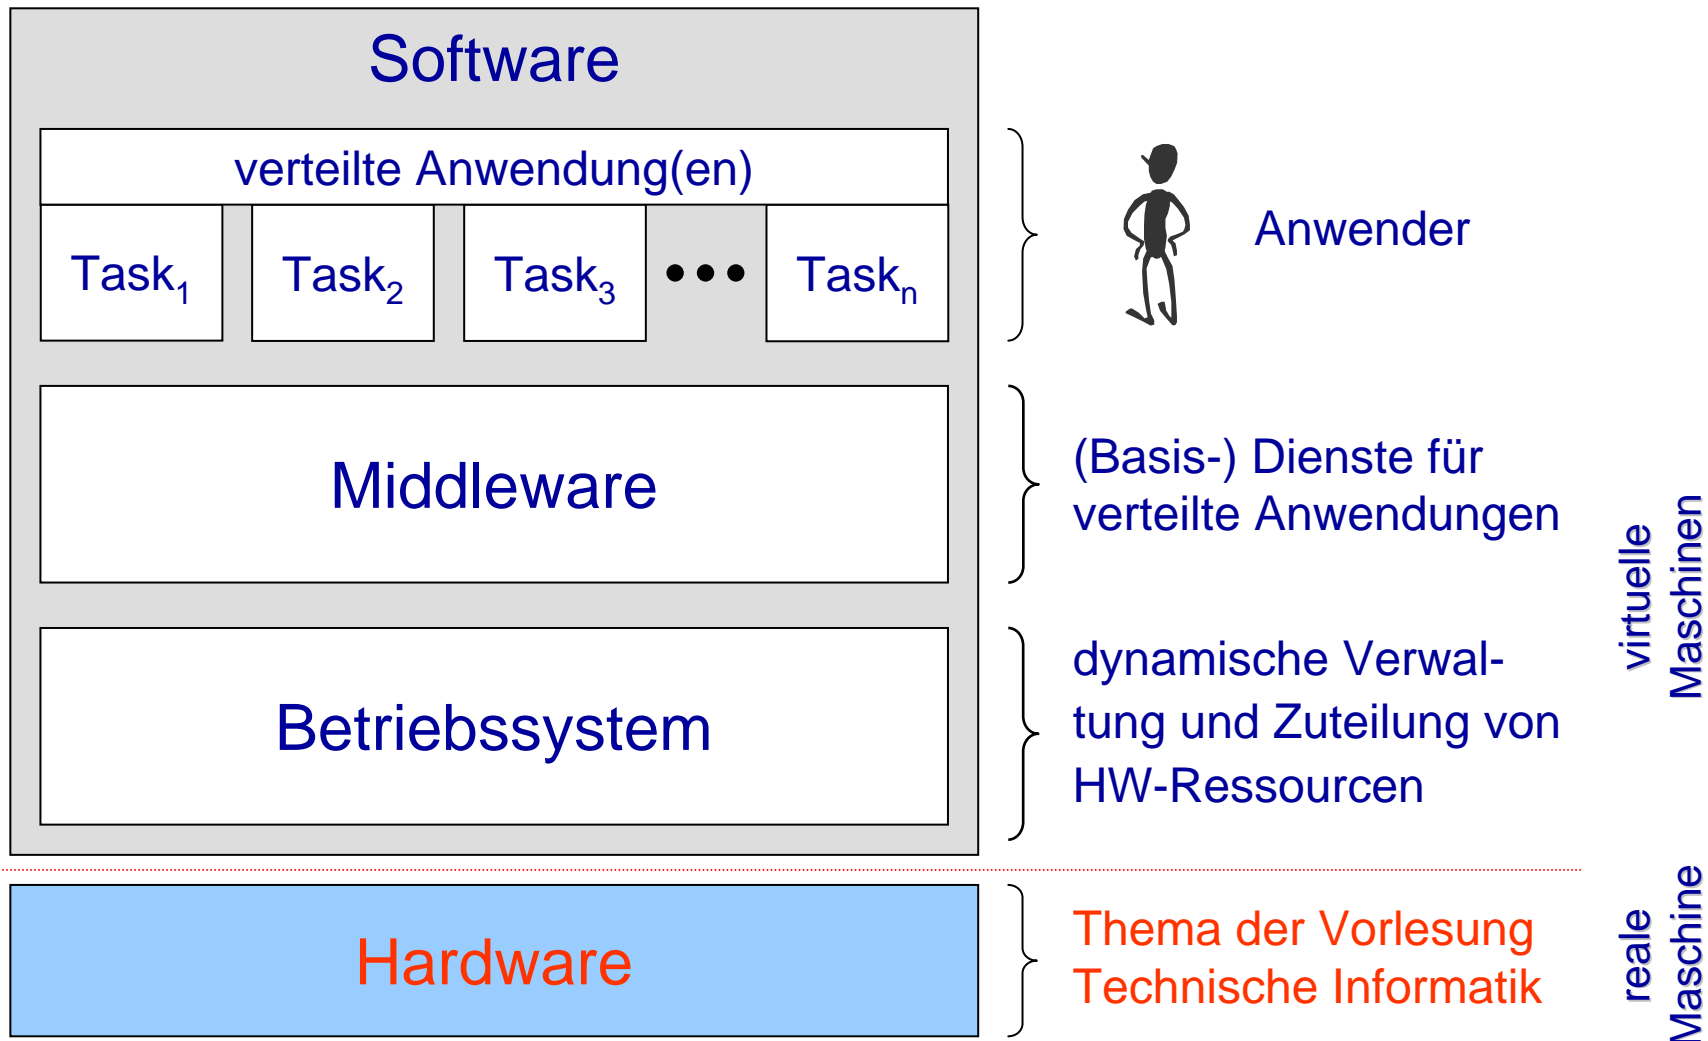 Software
verteilte Anwendung(en)
Task1 Task2 Task3 ••• Taskn
Anwender
Middleware
(Basis-) Dienste für
verteilte Anwendungen
Betriebssystem
dynamische Verwal-
tung und Zuteilung von
HW-Ressourcen
virtuelle
Maschinen
Hardware
Thema der Vorlesung
Technische Informatik
reale
Maschine